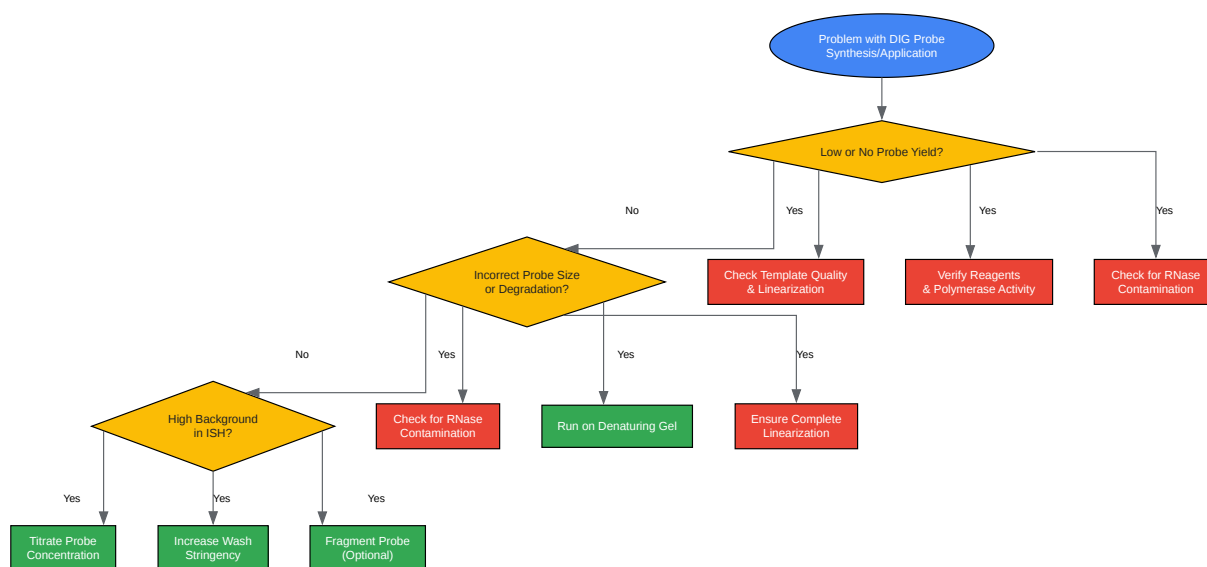 Problem with DIG Probe
Synthesis/Application
Low or No Probe Yield?
No
Yes
Yes
Yes
Incorrect Probe Size
or Degradation?
Check Template Quality
& Linearization
Verify Reagents
& Polymerase Activity
Check for RNase
Contamination
No
Yes
Yes
Yes
High Background
in ISH?
Check for RNase
Contamination
Run on Denaturing Gel
Ensure Complete
Linearization
Yes
Yes
Yes
Titrate Probe
Concentration
Increase Wash
Stringency
Fragment Probe
(Optional)